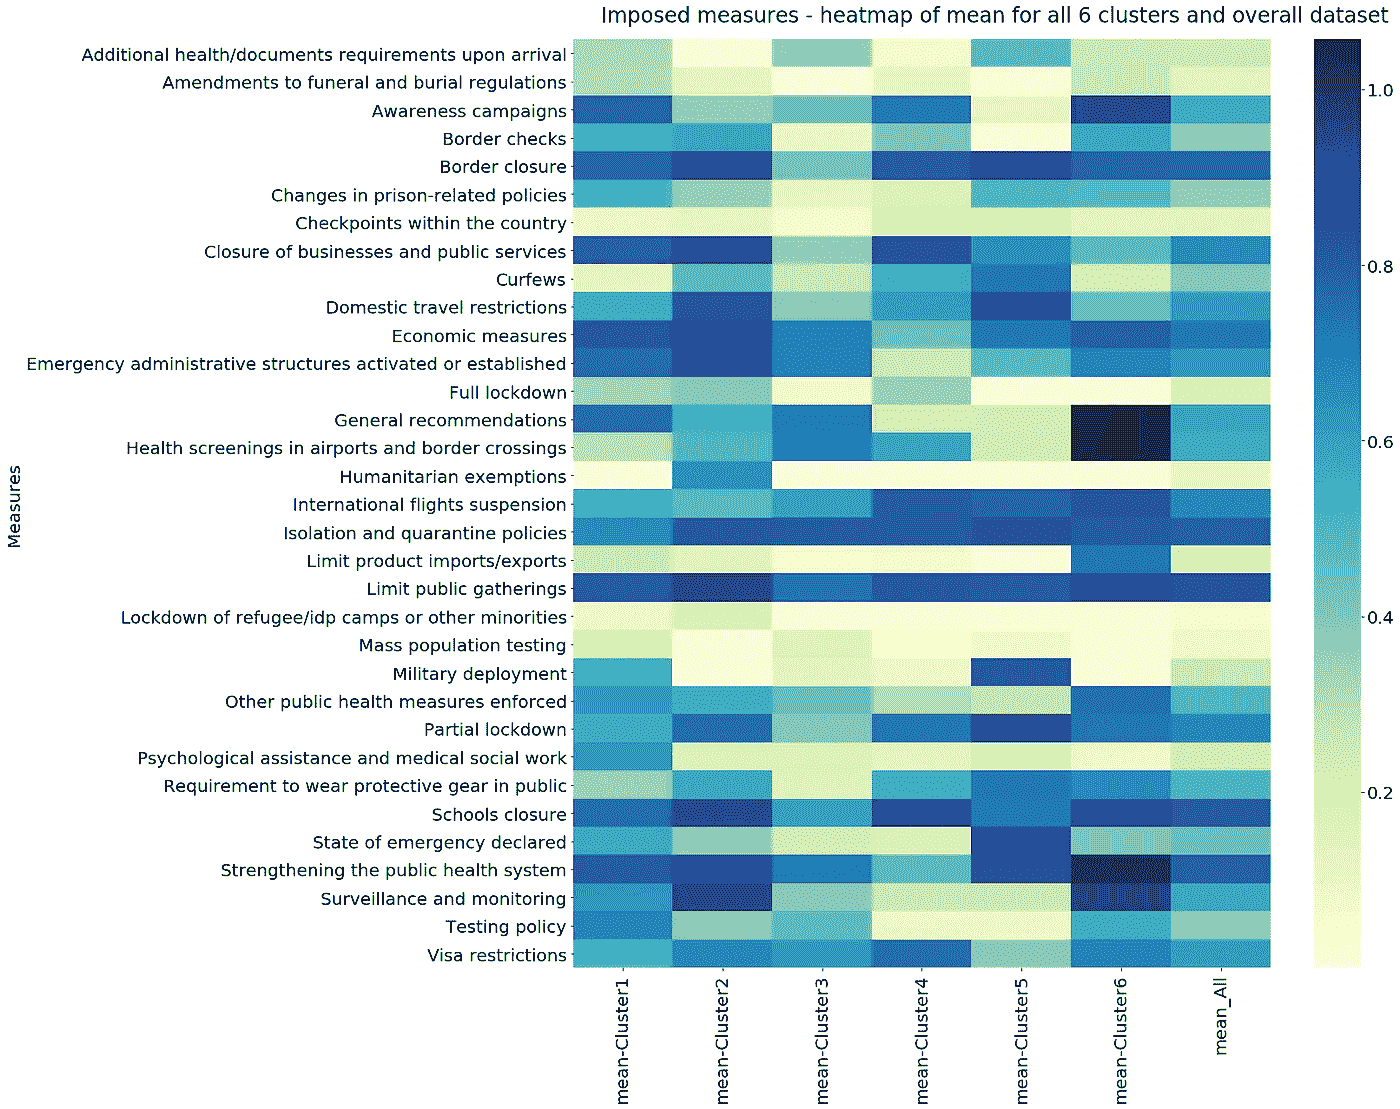 Imposed measures - heatmap of mean for all 6 clusters and overall dataset
Measures
Additional health/documents requirements upon arrival
Amendments to funeral and burial regulations
Awareness campaigns
Border checks
Border closure
Changes in prison-related policies
Checkpoints within the country
Closure of businesses and public services
Curfews
Domestic travel restrictions
Economic measures
Emergency administrative structures activated or established
Full lockdown
General recommendations
Health screenings in airports and border crossings
Humanitarian exemptions
International flights suspension
Isolation and quarantine policies
Limit product imports/exports
Limit public gatherings
Lockdown of refugee/idp camps or other minorities
Mass population testing
Military deployment
Other public health measures enforced
Partial lockdown
Psychological assistance and medical social work
Requirement to wear protective gear in public
Schools closure
State of emergency declared
Strengthening the public health system
Surveillance and monitoring
Testing policy
Visa restrictions
mean-Cluster1
mean-Cluster2
mean-Cluster3
mean-Cluster4
mean-Cluster5
mean-Cluster6
mean_All
1.0
0.8
0.6
0.4
0.2